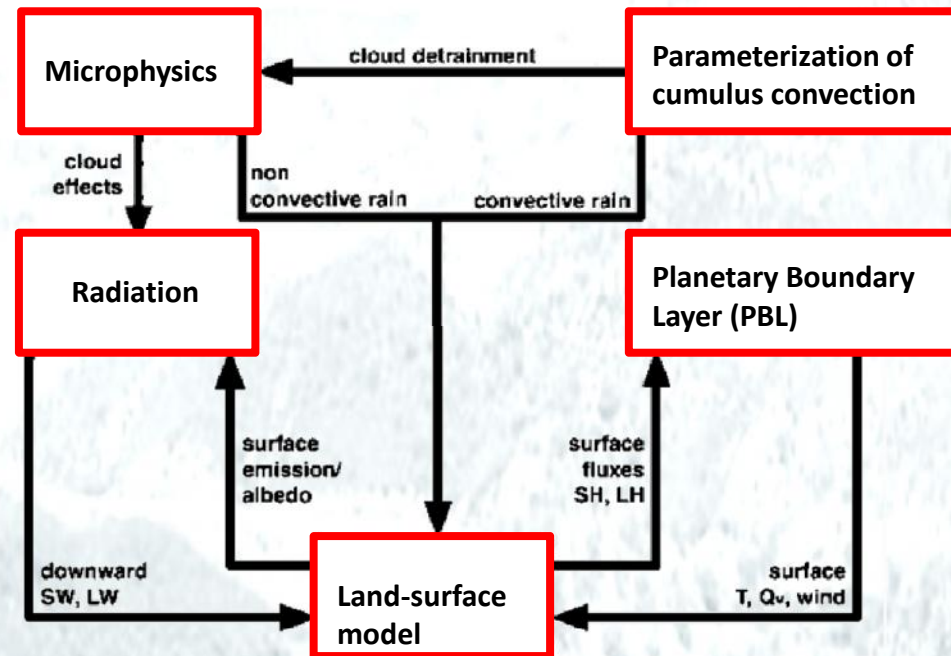 Microphysics
cloud detrainment
Parameterization of
cumulus convection
cloud
effects
non
convective rain
convective rain
Radiation
Planetary Boundary
Layer (PBL)
surface
emission/
albedo
surface
fluxes
SH, LH
downward
SW, LW
Land-surface
model
surface
T, Qv, wind